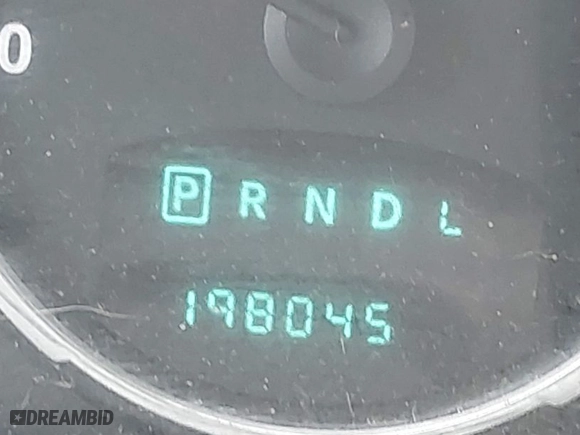 0
P R N D L
198045
DREAMBID